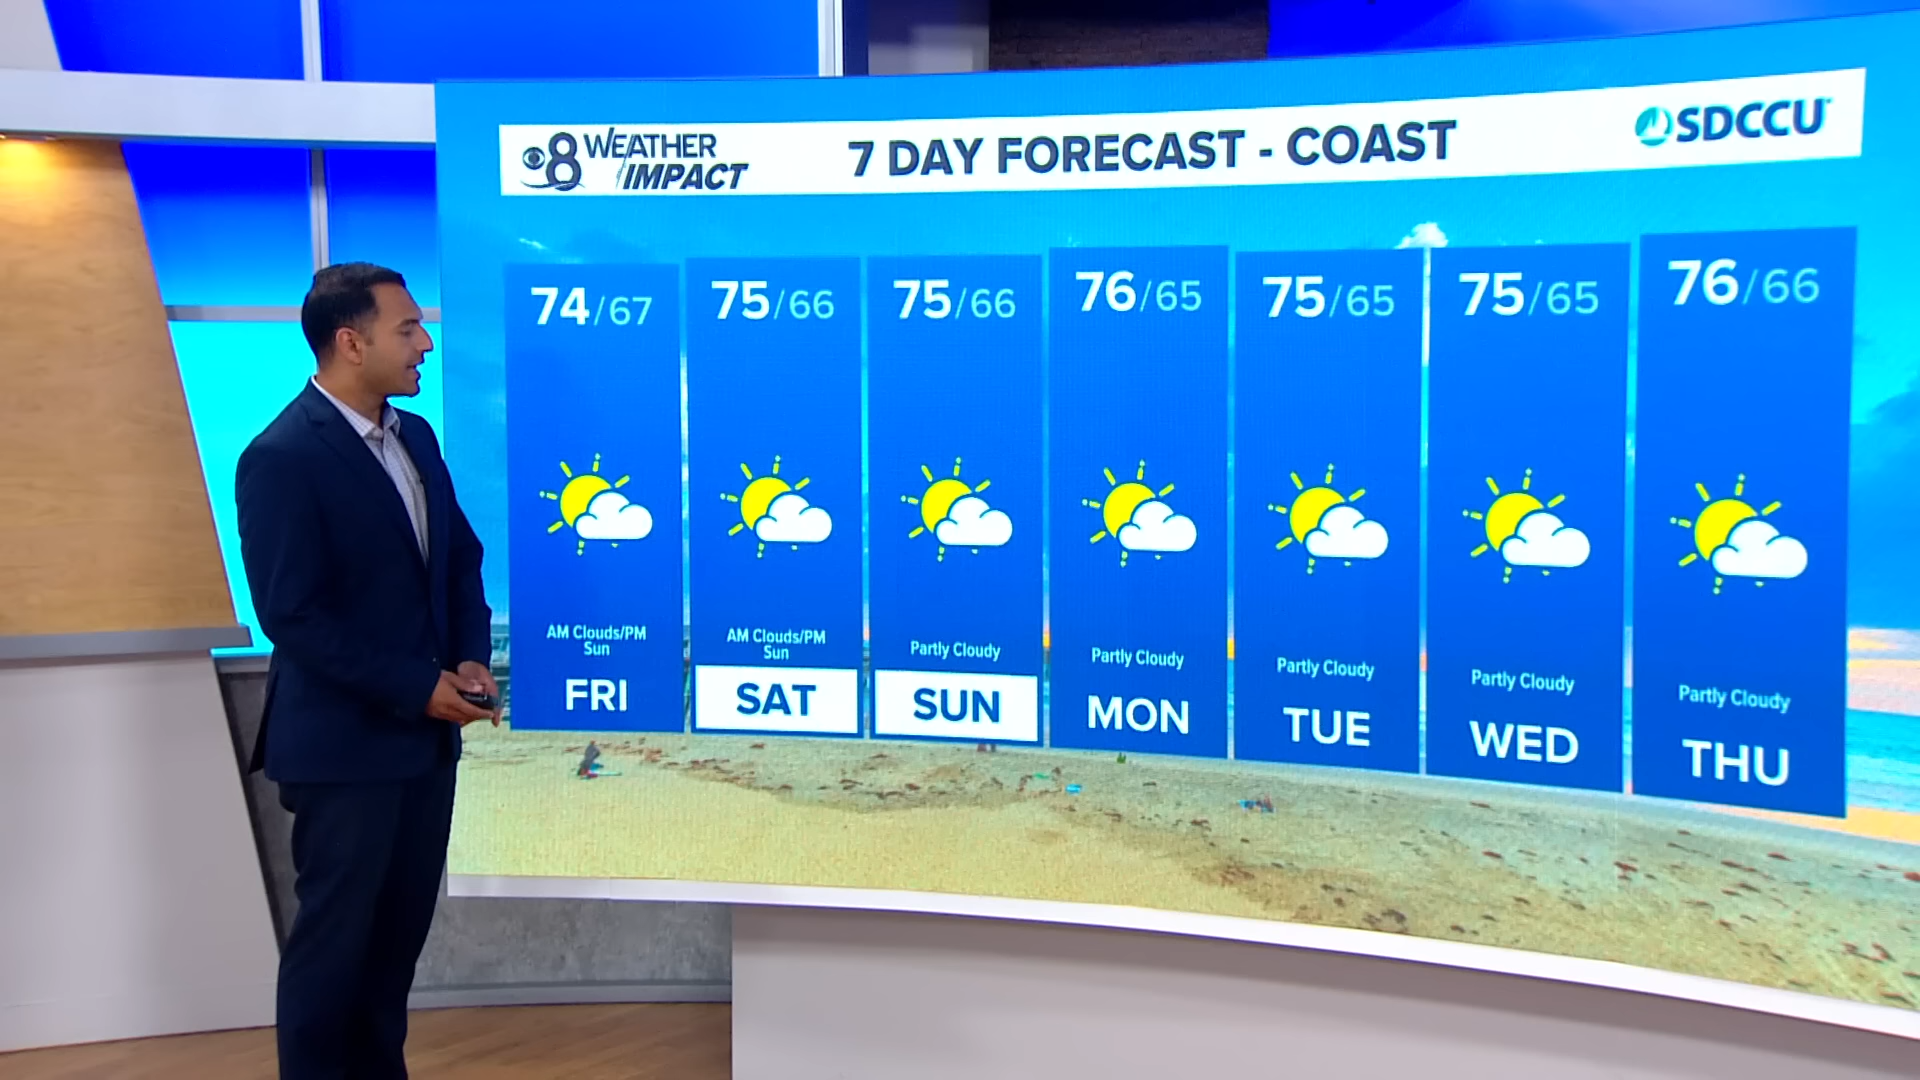 8 WEATHER
IMPACT
7 DAY FORECAST - COAST
SDCCU
74/67
AM Clouds/PM
Sun
FRI
75/66
AM Clouds/PM
Sun
SAT
75/66
Partly Cloudy
SUN
76/65
Partly Cloudy
MON
75/65
Partly Cloudy
TUE
75/65
Partly Cloudy
WED
76/66
Partly Cloudy
THU